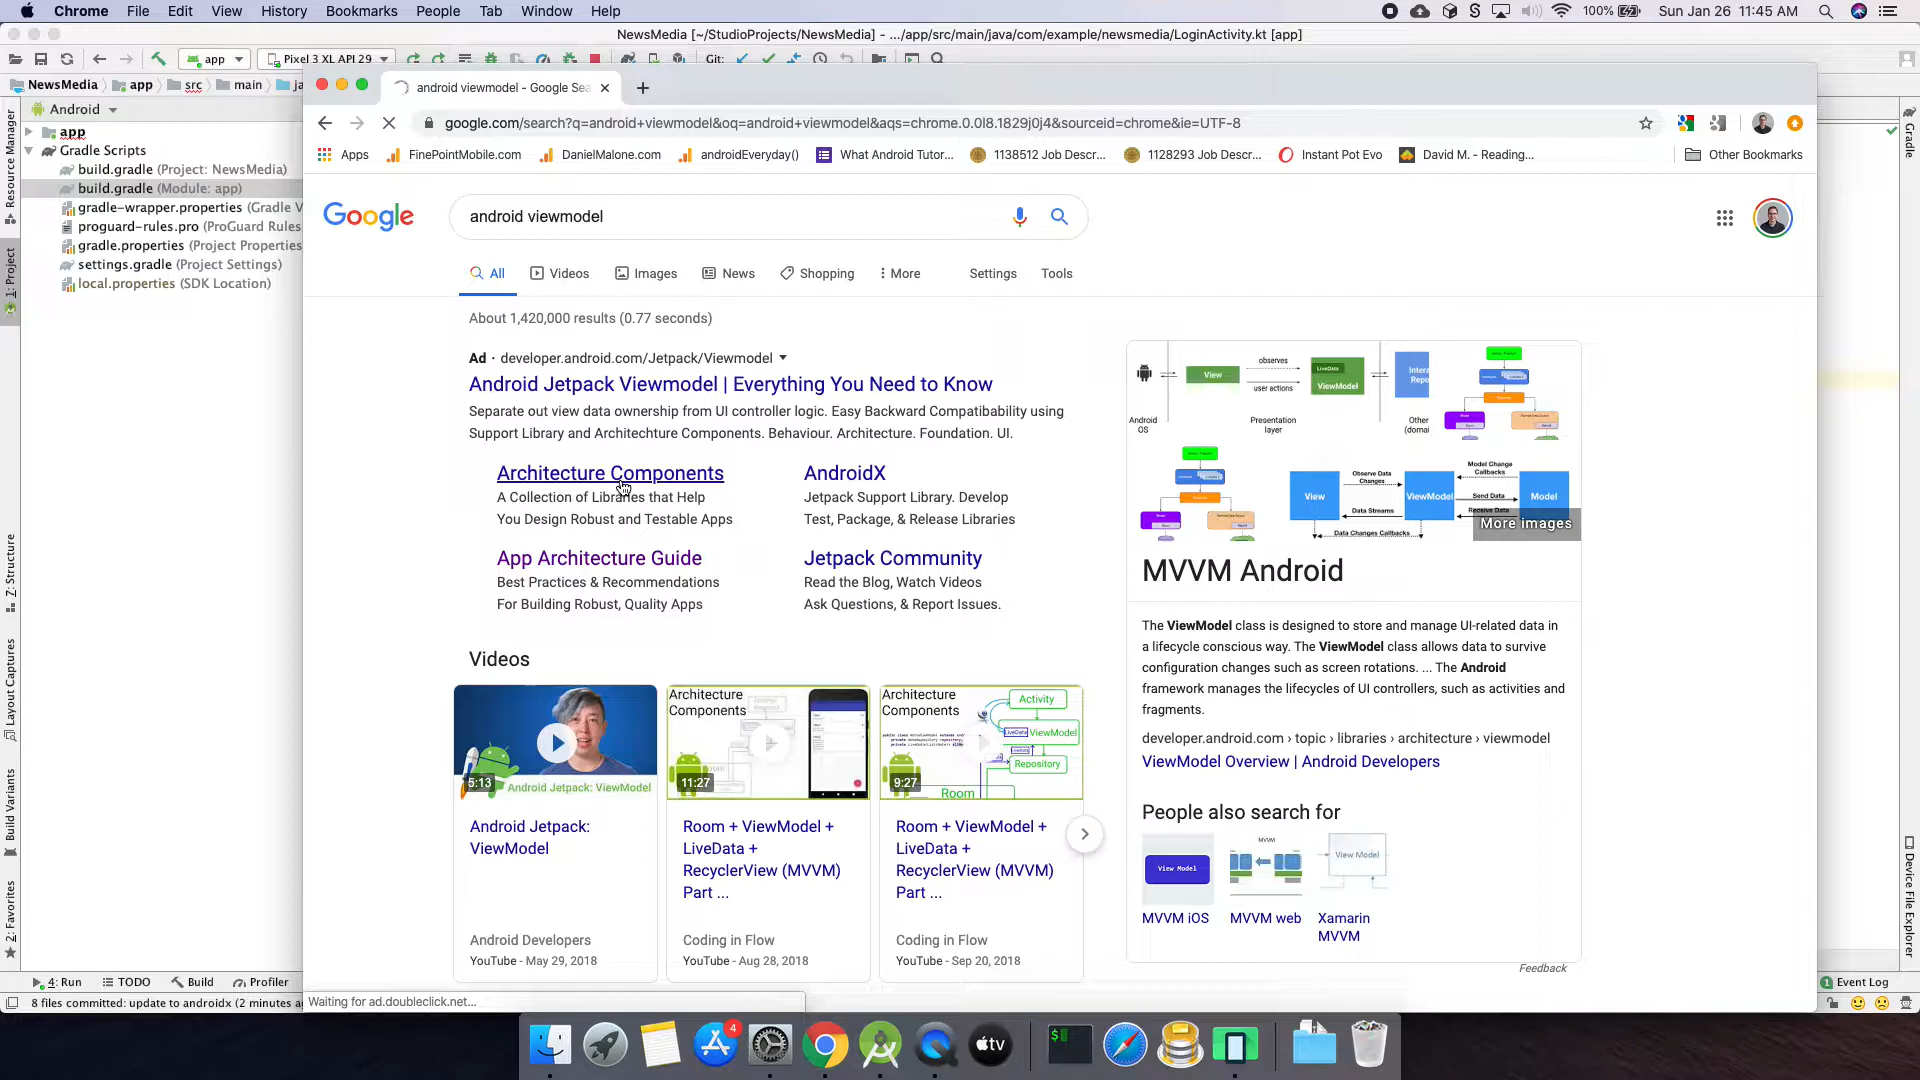 Chrome File Edit View History Bookmarks People Tab Window Help
100% Sun Jan 26 11:45 AM
NewsMedia [~/StudioProjects/NewsMedia] - .../app/src/main/java/com/example/newsmedia/LoginActivity.kt [app]
app Pixel 3 XL API 29 Git:
NewsMedia app src main ja
Android
app
Gradle Scripts
build.gradle (Project: NewsMedia)
build.gradle (Module: app)
gradle-wrapper.properties (Gradle V
proguard-rules.pro (ProGuard Rules
gradle.properties (Project Properties
settings.gradle (Project Settings)
local.properties (SDK Location)
Resource Manager
1: Project
Z: Structure
Layout Captures
Build Variants
2: Favorites
Gradle
Device File Explorer
android viewmodel - Google Sea
google.com/search?q=android+viewmodel&oq=android+viewmodel&aqs=chrome.0.0l8.1829j0j4&sourceid=chrome&ie=UTF-8
Apps FinePointMobile.com DanielMalone.com androidEveryday() What Android Tutor... 1138512 Job Descr... 1128293 Job Descr... Instant Pot Evo David M. - Reading... Other Bookmarks
Google
android viewmodel
All Videos Images News Shopping More Settings Tools
About 1,420,000 results (0.77 seconds)
Ad · developer.android.com/Jetpack/Viewmodel
Android Jetpack Viewmodel | Everything You Need to Know
Separate out view data ownership from UI controller logic. Easy Backward Compatibility using
Support Library and Architechture Components. Behaviour. Architecture. Foundation. UI.
Architecture Components
A Collection of Libraries that Help
You Design Robust and Testable Apps
AndroidX
Jetpack Support Library. Develop
Test, Package, & Release Libraries
App Architecture Guide
Best Practices & Recommendations
For Building Robust, Quality Apps
Jetpack Community
Read the Blog, Watch Videos
Ask Questions, & Report Issues.
Videos
5:13
Android Jetpack: ViewModel
Android Jetpack:
ViewModel
Android Developers
YouTube - May 29, 2018
Architecture
Components
11:27
Room + ViewModel +
LiveData +
RecyclerView (MVVM)
Part ...
Coding in Flow
YouTube - Aug 28, 2018
Architecture
Components
Activity
LiveData
ViewModel
Repository
Room
9:27
Room + ViewModel +
LiveData +
RecyclerView (MVVM)
Part ...
Coding in Flow
YouTube - Sep 20, 2018
Android
OS
View
observes
user actions
LiveData
ViewModel
Presentation
layer
Intera
Repo
Other
(domai
View
Observe Data
Changes
Data Streams
ViewModel
Model Change
Callbacks
Send Data
Receive Data
Model
Data Changes Callbacks
More images
MVVM Android
The ViewModel class is designed to store and manage UI-related data in
a lifecycle conscious way. The ViewModel class allows data to survive
configuration changes such as screen rotations. ... The Android
framework manages the lifecycles of UI controllers, such as activities and
fragments.
developer.android.com › topic › libraries › architecture › viewmodel
ViewModel Overview | Android Developers
People also search for
View Model
MVVM iOS
MVVM
MVVM web
View Model
Xamarin
MVVM
Feedback
Waiting for ad.doubleclick.net...
4: Run TODO Build Profiler
Event Log
8 files committed: update to androidx (2 minutes ag
4
tv